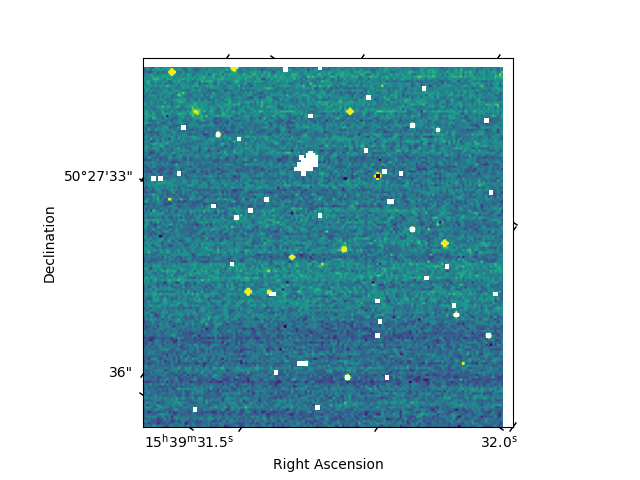 50°27'33"
Declination
36"
15ʰ39ᵐ31.5ˢ 32.0ˢ
Right Ascension